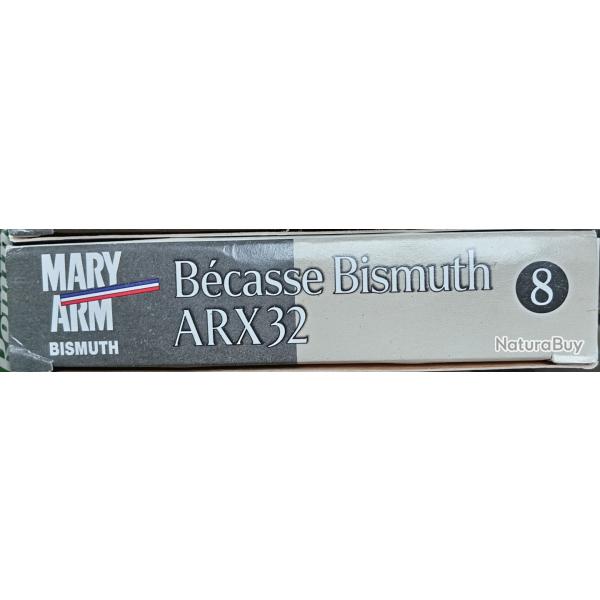 MARY
ARM
BISMUTH
Bécasse Bismuth
ARX32
8
NaturaBuy